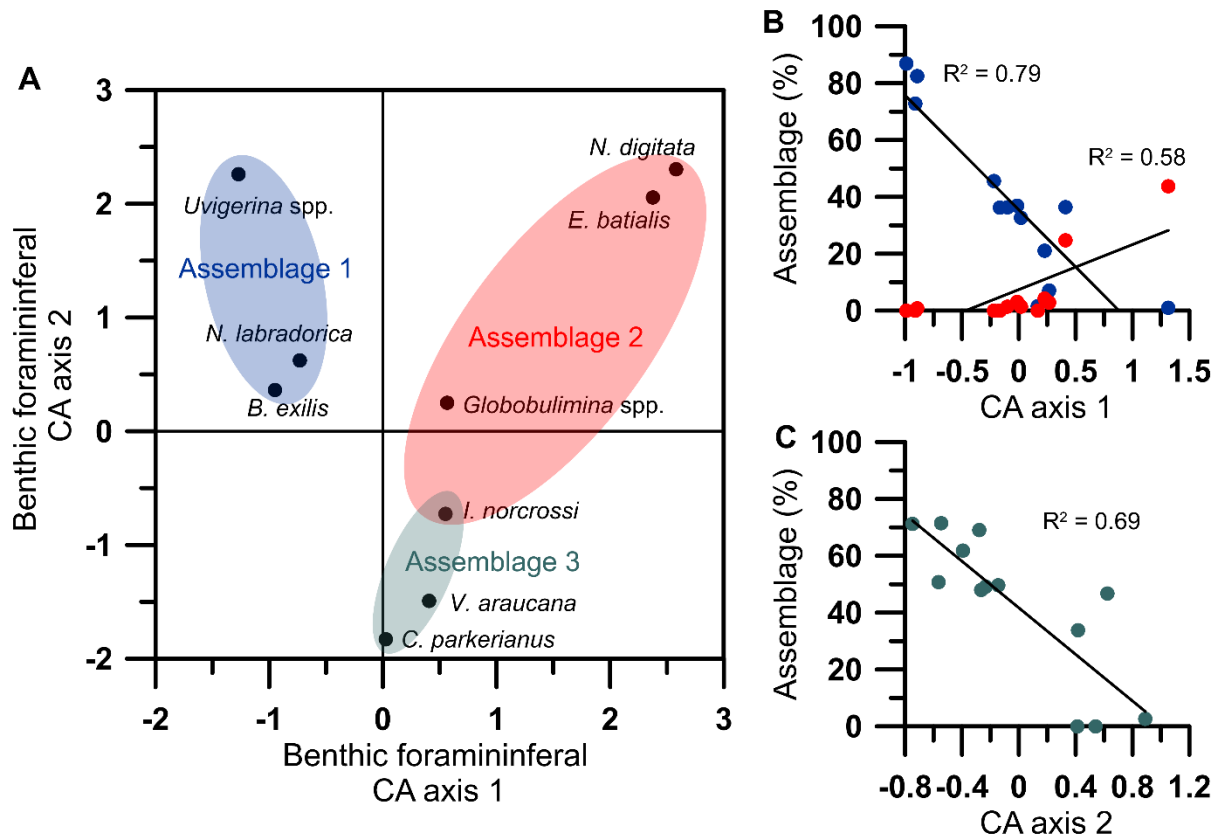 A
3
2
1
0
-1
-2
-2
-1
0
1
2
3
Benthic foramininferal
CA axis 2
Benthic foramininferal
CA axis 1
N. digitata
Uvigerina spp.
E. batialis
Assemblage 1
N. labradorica
Assemblage 2
B. exilis
Globobulimina spp.
I. norcrossi
Assemblage 3
V. araucana
C. parkerianus
B
100
80
60
40
20
0
Assemblage (%)
R² = 0.79
R² = 0.58
-1
-0.5
0
0.5
1
1.5
CA axis 1
C
100
80
60
40
20
0
Assemblage (%)
R² = 0.69
-0.8
-0.4
0
0.4
0.8
1.2
CA axis 2